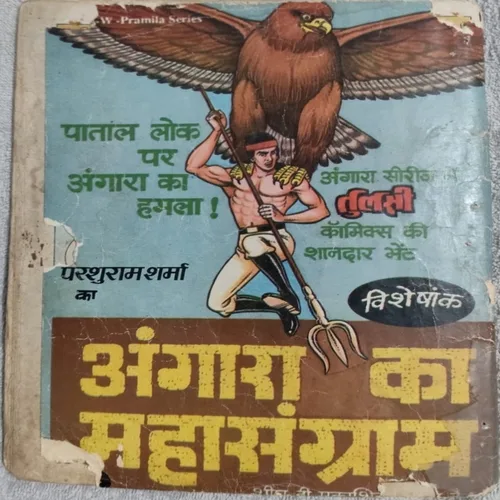 W-Pramila Series
पाताल लोक
पर
अंगारा का
हमला !
अंगारा सीरीज
तुलसी
कॉमिक्स की
शानदार भेंट
परशुराम शर्मा
का
विशेषांक
अंगारा का
महासंग्राम